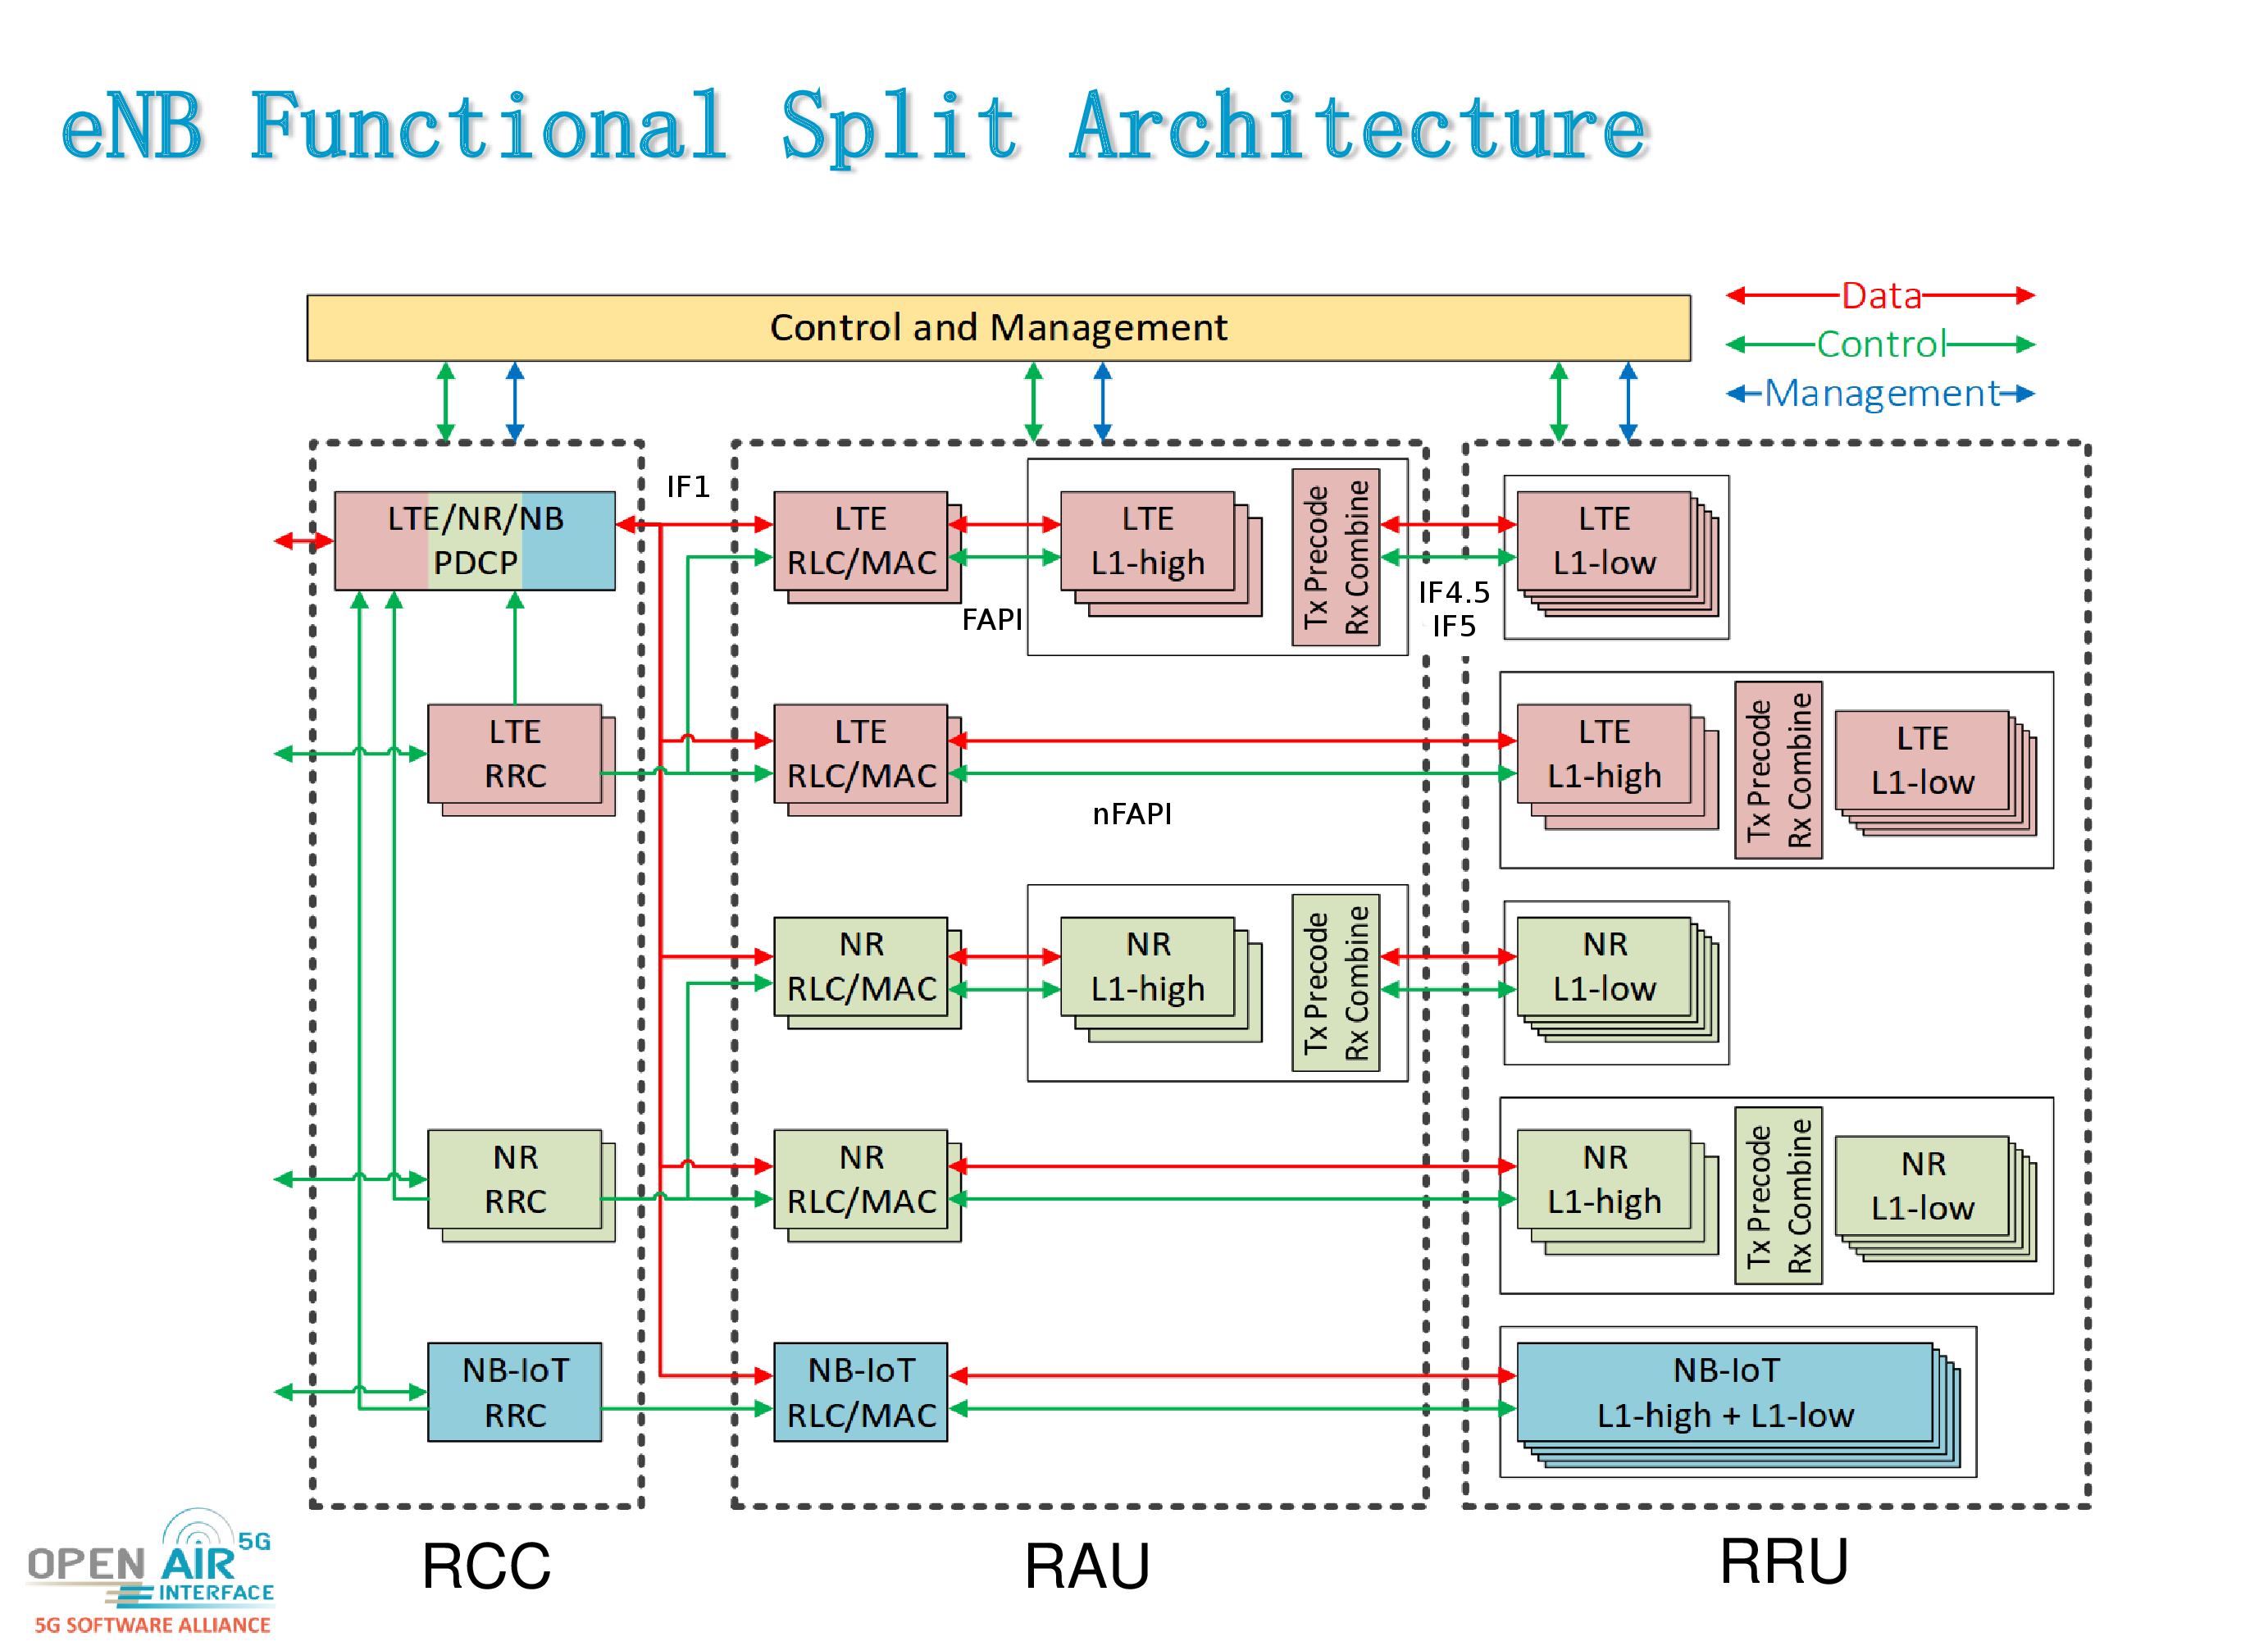 eNB Functional Split Architecture
Control and Management
Data
Control
Management
IF1
LTE/NR/NB
PDCP
LTE
RLC/MAC
LTE
L1-high
Tx Precode
Rx Combine
LTE
L1-low
FAPI
IF4.5
IF5
LTE
RRC
LTE
RLC/MAC
LTE
L1-high
Tx Precode
Rx Combine
LTE
L1-low
nFAPI
NR
RLC/MAC
NR
L1-high
Tx Precode
Rx Combine
NR
L1-low
NR
RRC
NR
RLC/MAC
NR
L1-high
Tx Precode
Rx Combine
NR
L1-low
NB-IoT
RRC
NB-IoT
RLC/MAC
NB-IoT
L1-high + L1-low
RCC
RAU
RRU
OPEN AIR 5G
INTERFACE
5G SOFTWARE ALLIANCE